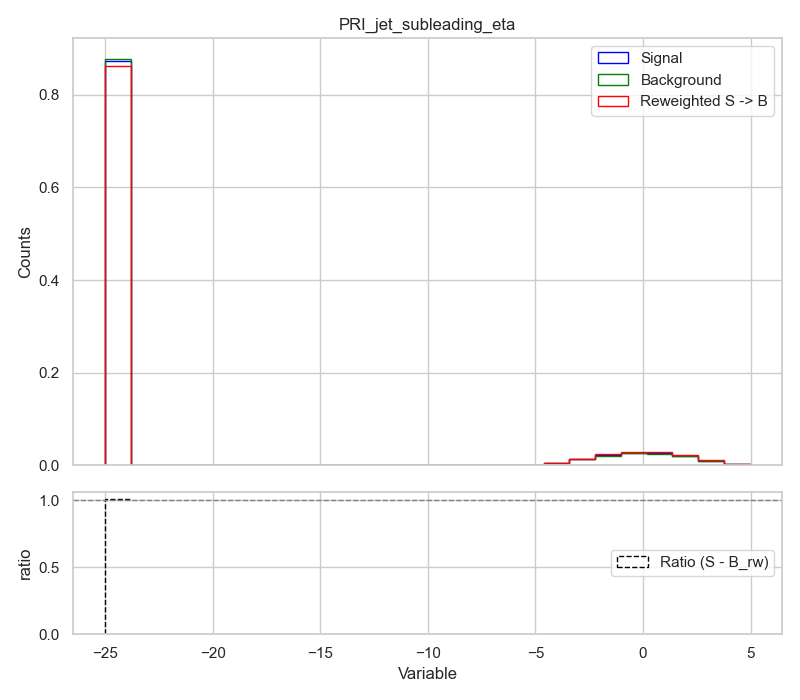 PRI_jet_subleading_eta
Signal
Background
Reweighted S -> B
Counts
0.8
0.6
0.4
0.2
0.0
ratio
1.0
0.5
0.0
Ratio (S - B_rw)
−25 −20 −15 −10 −5 0 5
Variable